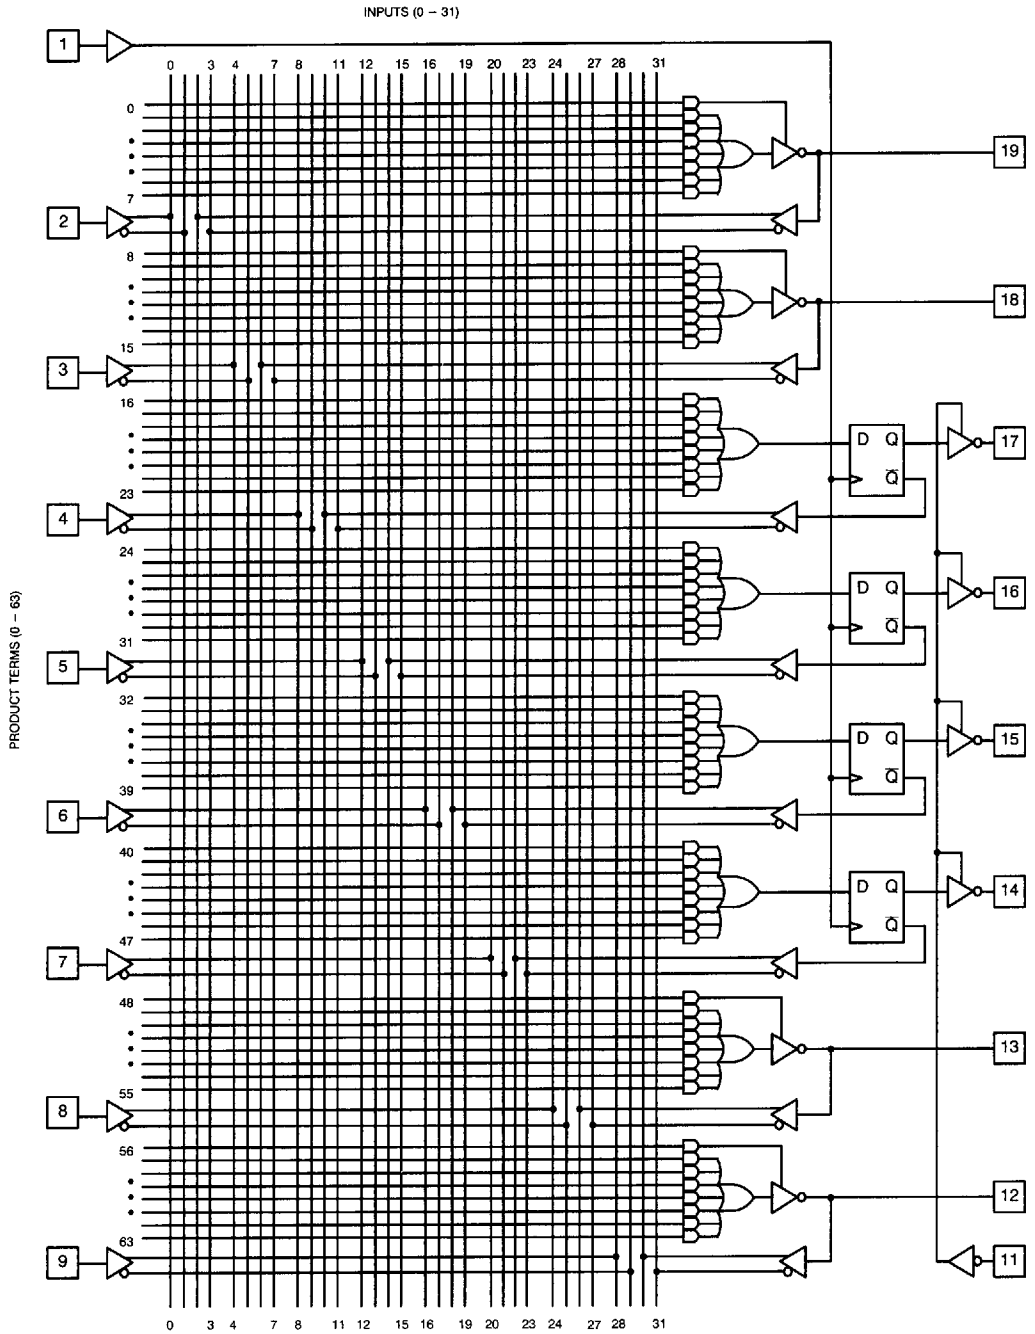 INPUTS (0 – 31)
1
0 3 4 7 8 11 12 15 16 19 20 23 24 27 28 31
0
19
7
2
8
18
15
3
16
D Q
17
Q̅
23
4
24
D Q
16
Q̅
31
5
PRODUCT TERMS (0 – 63)
32
D Q
15
Q̅
39
6
40
D Q
14
Q̅
47
7
48
13
55
8
56
12
63
9
11
0 3 4 7 8 11 12 15 16 19 20 23 24 27 28 31